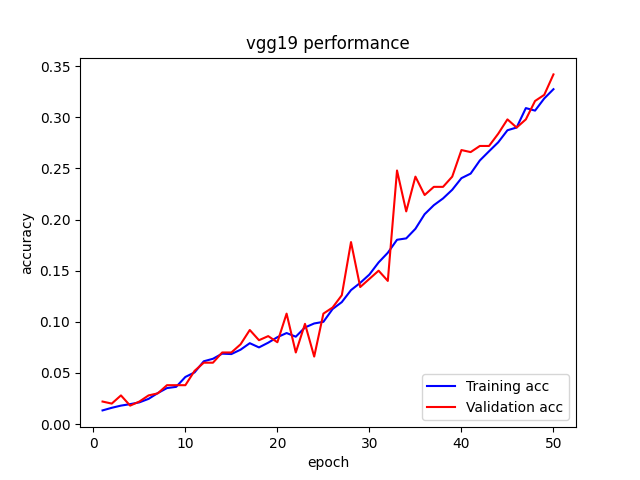 vgg19 performance
0.35
0.30
0.25
0.20
0.15
0.10
0.05
0.00
accuracy
Training acc
Validation acc
0 10 20 30 40 50
epoch